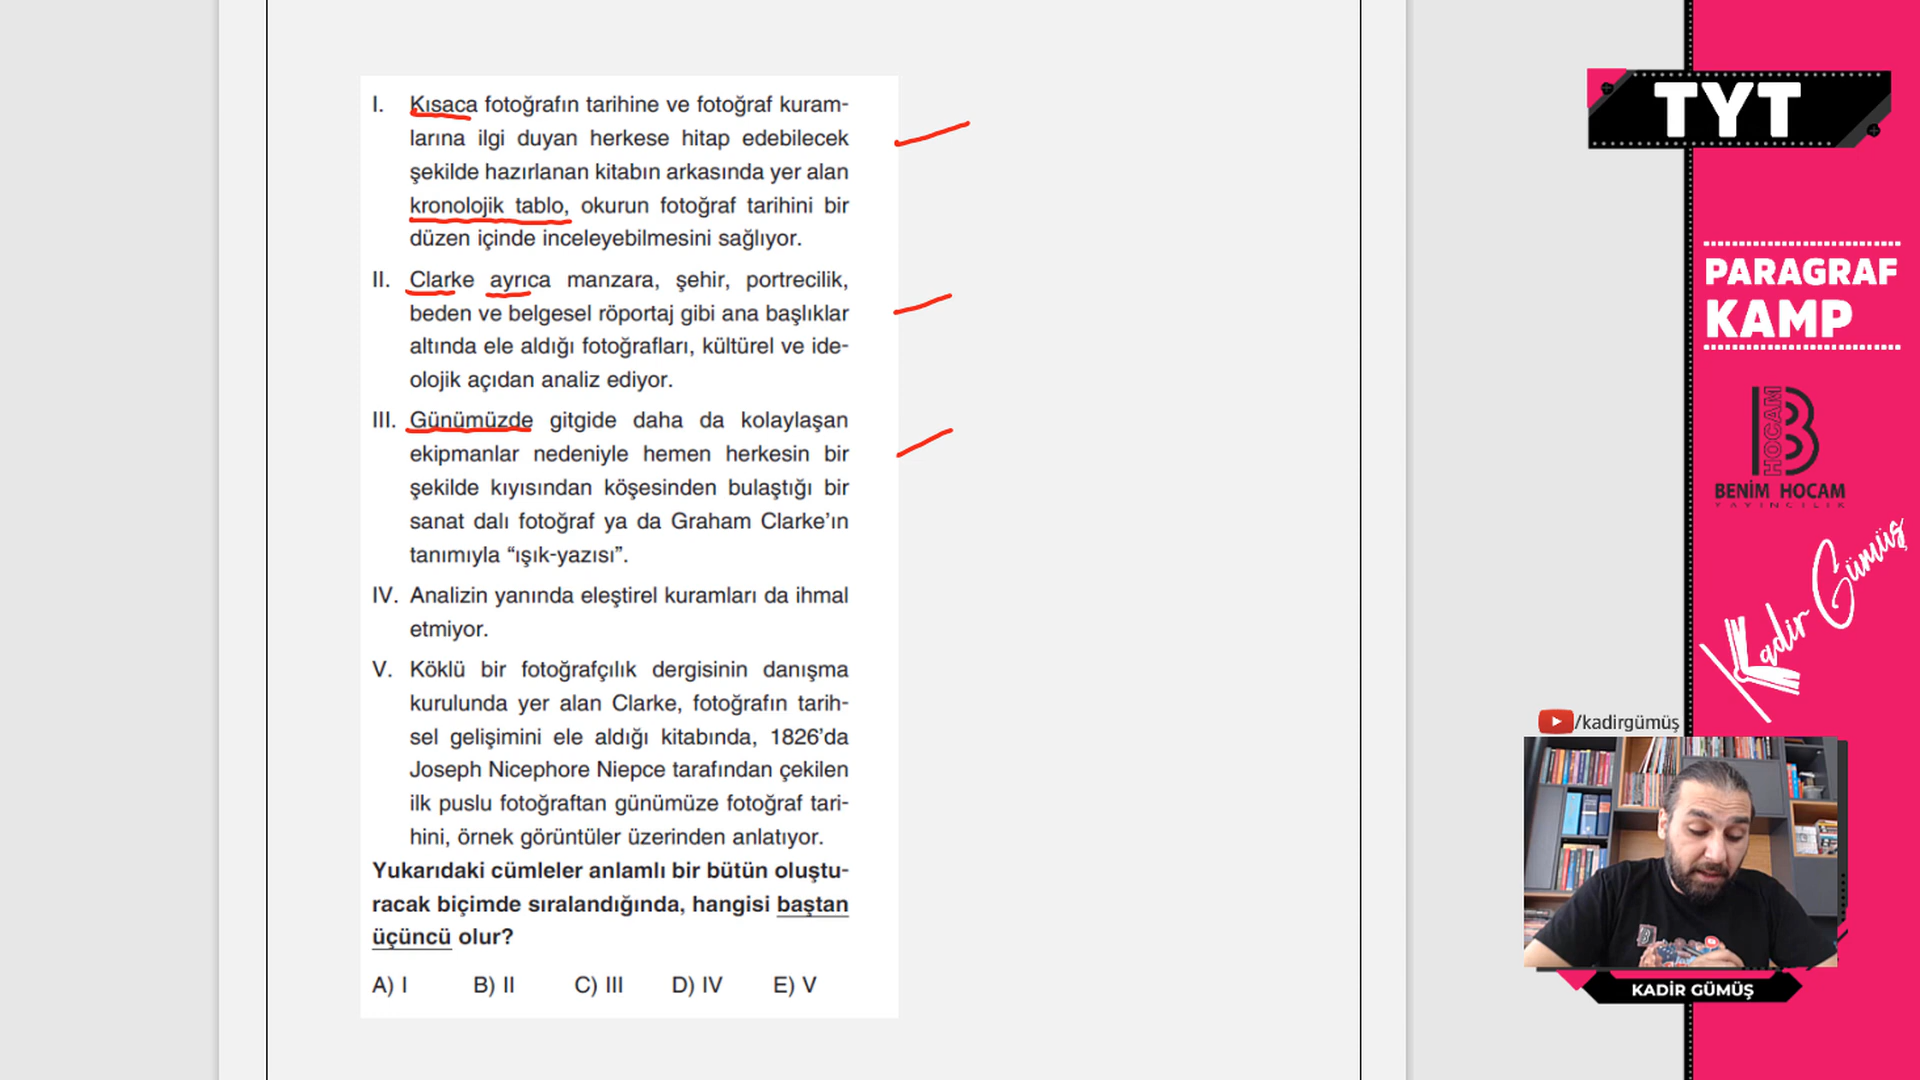 I. Kısaca fotoğrafın tarihine ve fotoğraf kuram-
larına ilgi duyan herkese hitap edebilecek
şekilde hazırlanan kitabın arkasında yer alan
kronolojik tablo, okurun fotoğraf tarihini bir
düzen içinde inceleyebilmesini sağlıyor.
II. Clarke ayrıca manzara, şehir, portrecilik,
beden ve belgesel röportaj gibi ana başlıklar
altında ele aldığı fotoğrafları, kültürel ve ide-
olojik açıdan analiz ediyor.
III. Günümüzde gitgide daha da kolaylaşan
ekipmanlar nedeniyle hemen herkesin bir
şekilde kıyısından köşesinden bulaştığı bir
sanat dalı fotoğraf ya da Graham Clarke’ın
tanımıyla “ışık-yazısı”.
IV. Analizin yanında eleştirel kuramları da ihmal
etmiyor.
V. Köklü bir fotoğrafçılık dergisinin danışma
kurulunda yer alan Clarke, fotoğrafın tarih-
sel gelişimini ele aldığı kitabında, 1826’da
Joseph Nicephore Niepce tarafından çekilen
ilk puslu fotoğraftan günümüze fotoğraf tari-
hini, örnek görüntüler üzerinden anlatıyor.
Yukarıdaki cümleler anlamlı bir bütün oluştu-
racak biçimde sıralandığında, hangisi baştan
üçüncü olur?
A) I B) II C) III D) IV E) V
TYT
PARAGRAF
KAMP
B HOCAM
BENİM HOCAM
YAYINCILIK
Kadir Gümüş
/kadirgümüş
KADİR GÜMÜŞ